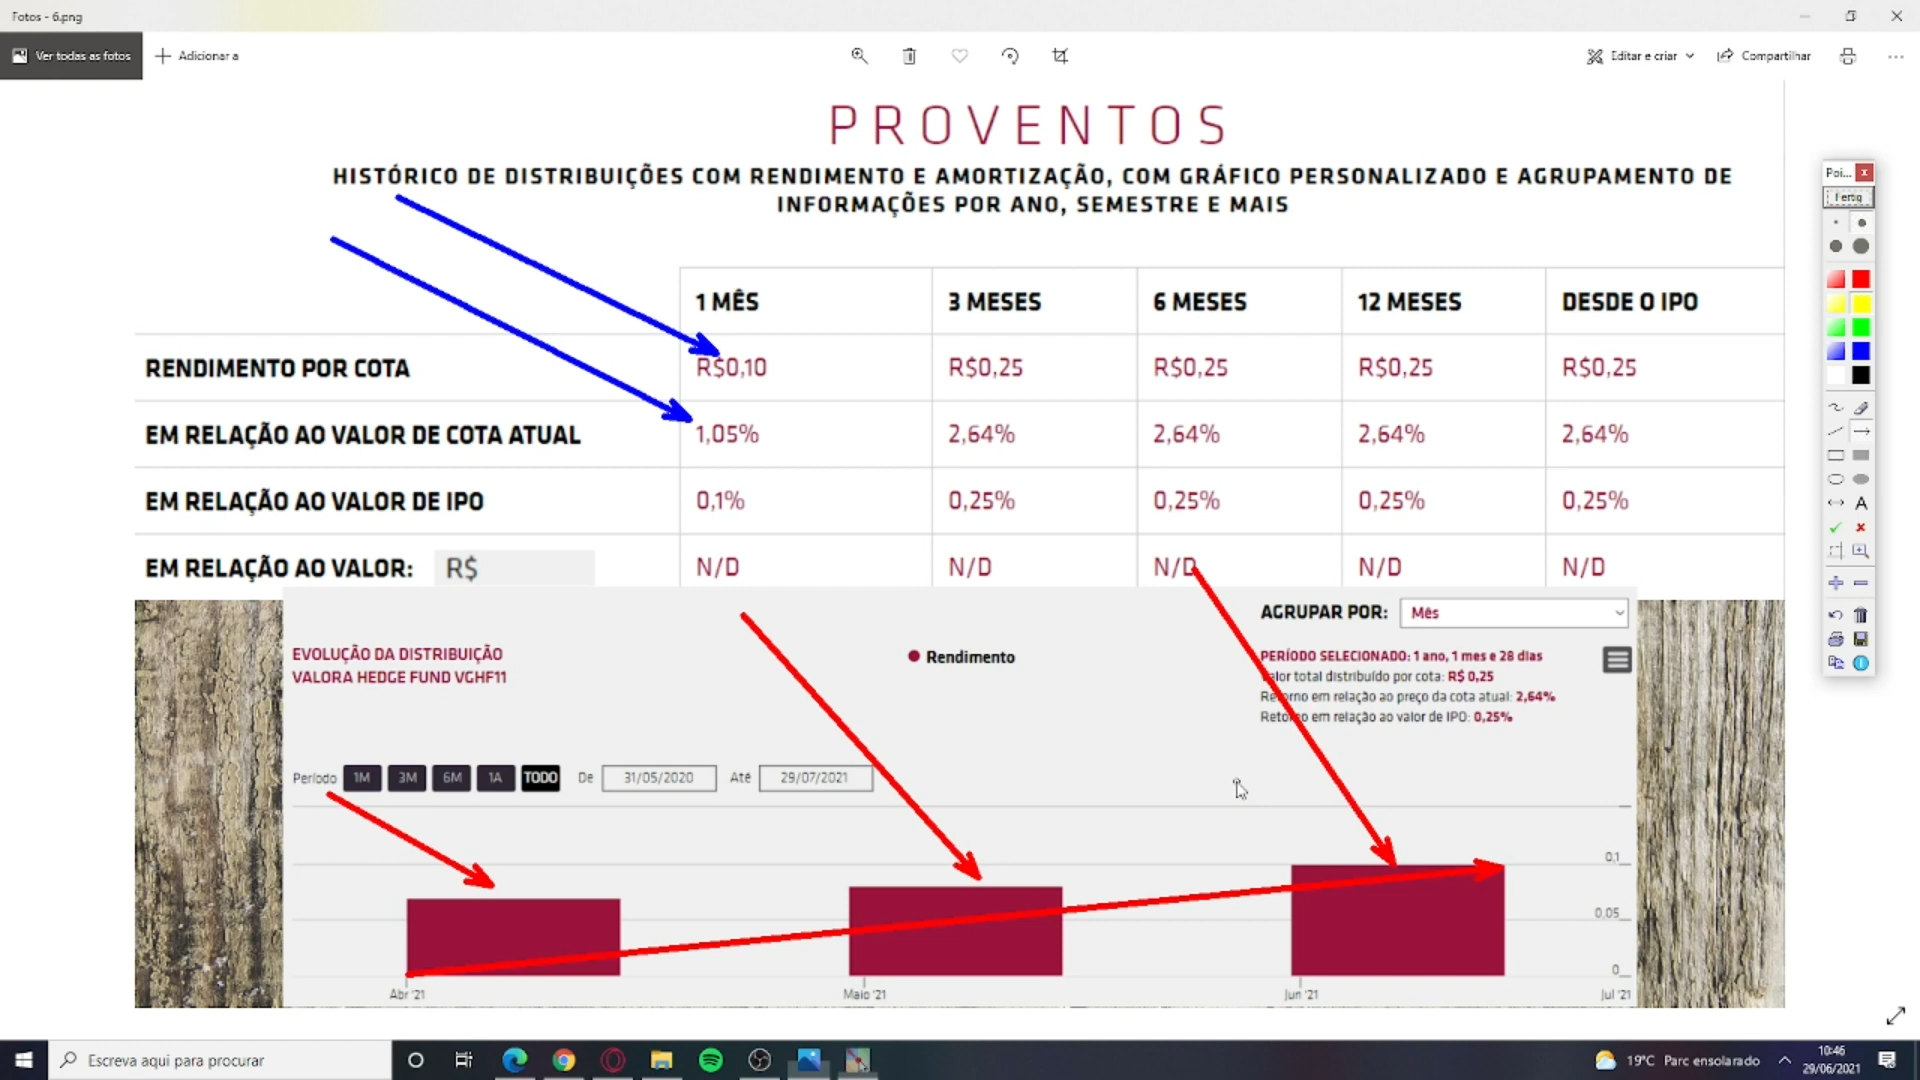 Fotos - 6.png
Ver todas as fotos
Adicionar a
Editar e criar
Compartilhar
PROVENTOS
HISTÓRICO DE DISTRIBUIÇÕES COM RENDIMENTO E AMORTIZAÇÃO, COM GRÁFICO PERSONALIZADO E AGRUPAMENTO DE
INFORMAÇÕES POR ANO, SEMESTRE E MAIS
Poi...
Fertig
1 MÊS 3 MESES 6 MESES 12 MESES DESDE O IPO
RENDIMENTO POR COTA R$0,10 R$0,25 R$0,25 R$0,25 R$0,25
EM RELAÇÃO AO VALOR DE COTA ATUAL 1,05% 2,64% 2,64% 2,64% 2,64%
EM RELAÇÃO AO VALOR DE IPO 0,1% 0,25% 0,25% 0,25% 0,25%
EM RELAÇÃO AO VALOR: R$ N/D N/D N/D N/D N/D
AGRUPAR POR: Mês
EVOLUÇÃO DA DISTRIBUIÇÃO
VALORA HEDGE FUND VGHF11
Rendimento
PERÍODO SELECIONADO: 1 ano, 1 mes e 28 dias
Valor total distribuído por cota: R$ 0,25
Retorno em relação ao preço da cota atual: 2,64%
Retorno em relação ao valor de IPO: 0,25%
Período 1M 3M 6M 1A TODO De 31/05/2020 Até 29/07/2021
0,1
0,05
0
Abr '21 Maio '21 Jun '21 Jul '21
Escreva aqui para procurar
19°C Parc ensolarado
10:46
29/06/2021